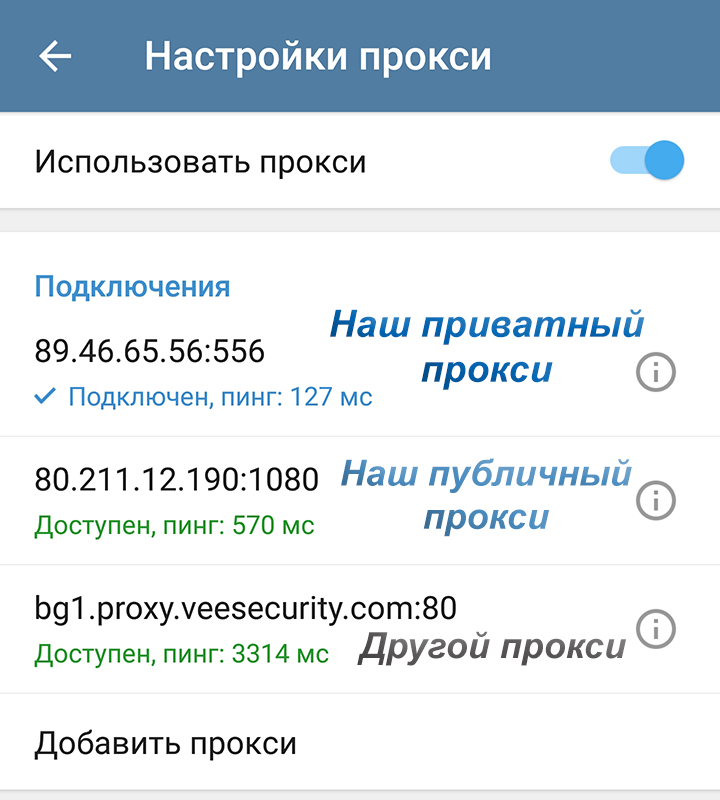 Настройки прокси
Использовать прокси
Подключения
89.46.65.56:556
Наш приватный
прокси
Подключен, пинг: 127 мс
80.211.12.190:1080
Наш публичный
прокси
Доступен, пинг: 570 мс
bg1.proxy.veesecurity.com:80
Доступен, пинг: 3314 мс
Другой прокси
Добавить прокси